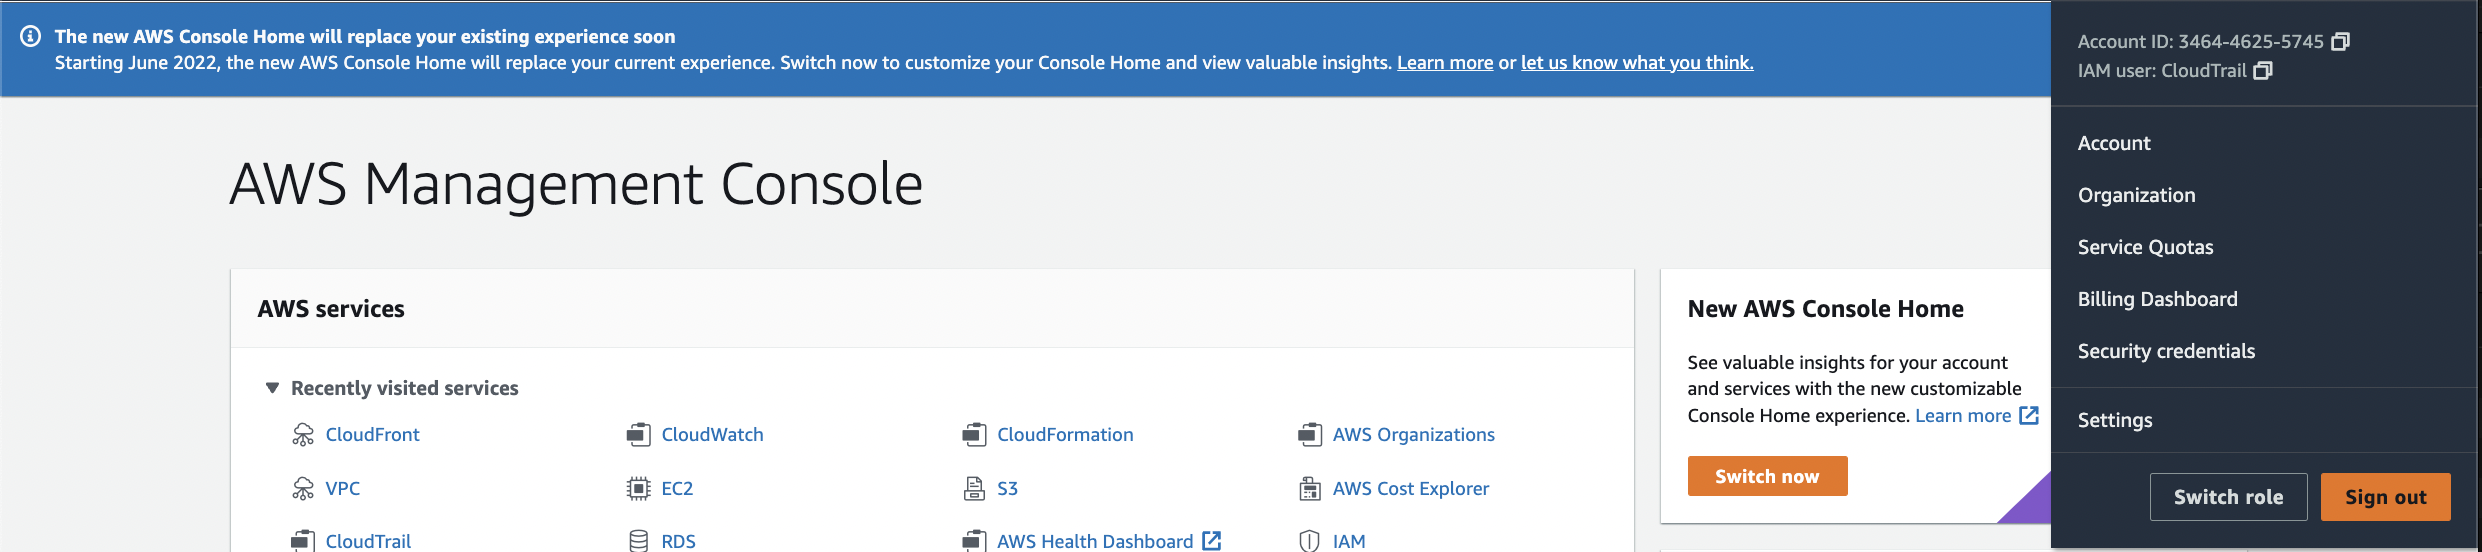 The new AWS Console Home will replace your existing experience soon
Starting June 2022, the new AWS Console Home will replace your current experience. Switch now to customize your Console Home and view valuable insights. Learn more or let us know what you think.
AWS Management Console
AWS services
Recently visited services
CloudFront
CloudWatch
CloudFormation
AWS Organizations
VPC
EC2
S3
AWS Cost Explorer
CloudTrail
RDS
AWS Health Dashboard
IAM
New AWS Console Home
See valuable insights for your account
and services with the new customizable
Console Home experience. Learn more
Switch now
Account ID: 3464-4625-5745
IAM user: CloudTrail
Account
Organization
Service Quotas
Billing Dashboard
Security credentials
Settings
Switch role
Sign out